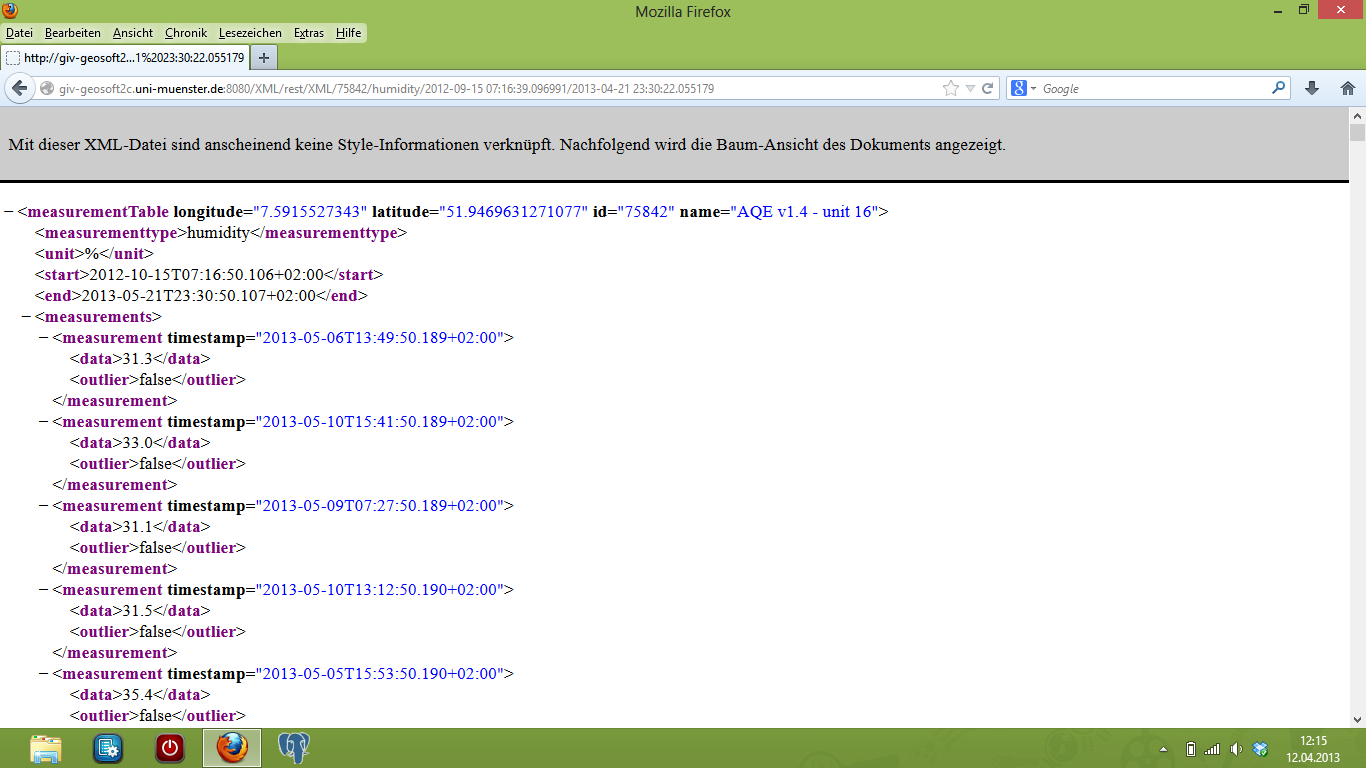 Mozilla Firefox
Datei Bearbeiten Ansicht Chronik Lesezeichen Extras Hilfe
http://giv-geosoft2...1%2023:30:22.055179
giv-geosoft2c.uni-muenster.de:8080/XML/rest/XML/75842/humidity/2012-09-15 07:16:39.096991/2013-04-21 23:30:22.055179
Google
Mit dieser XML-Datei sind anscheinend keine Style-Informationen verknüpft. Nachfolgend wird die Baum-Ansicht des Dokuments angezeigt.
− <measurementTable longitude="7.5915527343" latitude="51.9469631271077" id="75842" name="AQE v1.4 - unit 16">
<measurementtype>humidity</measurementtype>
<unit>%</unit>
<start>2012-10-15T07:16:50.106+02:00</start>
<end>2013-05-21T23:30:50.107+02:00</end>
− <measurements>
− <measurement timestamp="2013-05-06T13:49:50.189+02:00">
<data>31.3</data>
<outlier>false</outlier>
</measurement>
− <measurement timestamp="2013-05-10T15:41:50.189+02:00">
<data>33.0</data>
<outlier>false</outlier>
</measurement>
− <measurement timestamp="2013-05-09T07:27:50.189+02:00">
<data>31.1</data>
<outlier>false</outlier>
</measurement>
− <measurement timestamp="2013-05-10T13:12:50.190+02:00">
<data>31.5</data>
<outlier>false</outlier>
</measurement>
− <measurement timestamp="2013-05-05T15:53:50.190+02:00">
<data>35.4</data>
<outlier>false</outlier>
12:15
12.04.2013